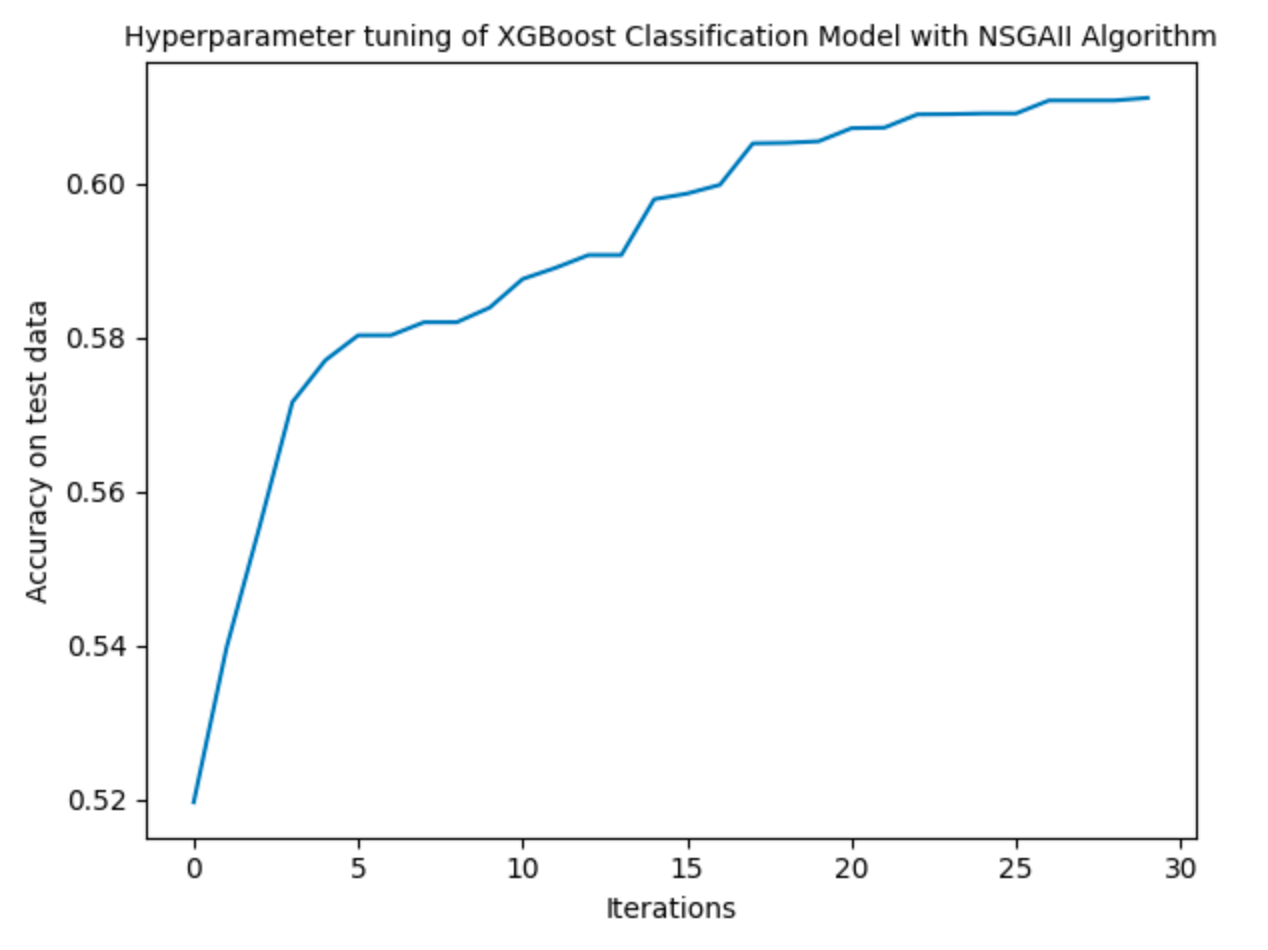 Hyperparameter tuning of XGBoost Classification Model with NSGAII Algorithm
0.60
0.58
0.56
0.54
0.52
Accuracy on test data
0 5 10 15 20 25 30
Iterations